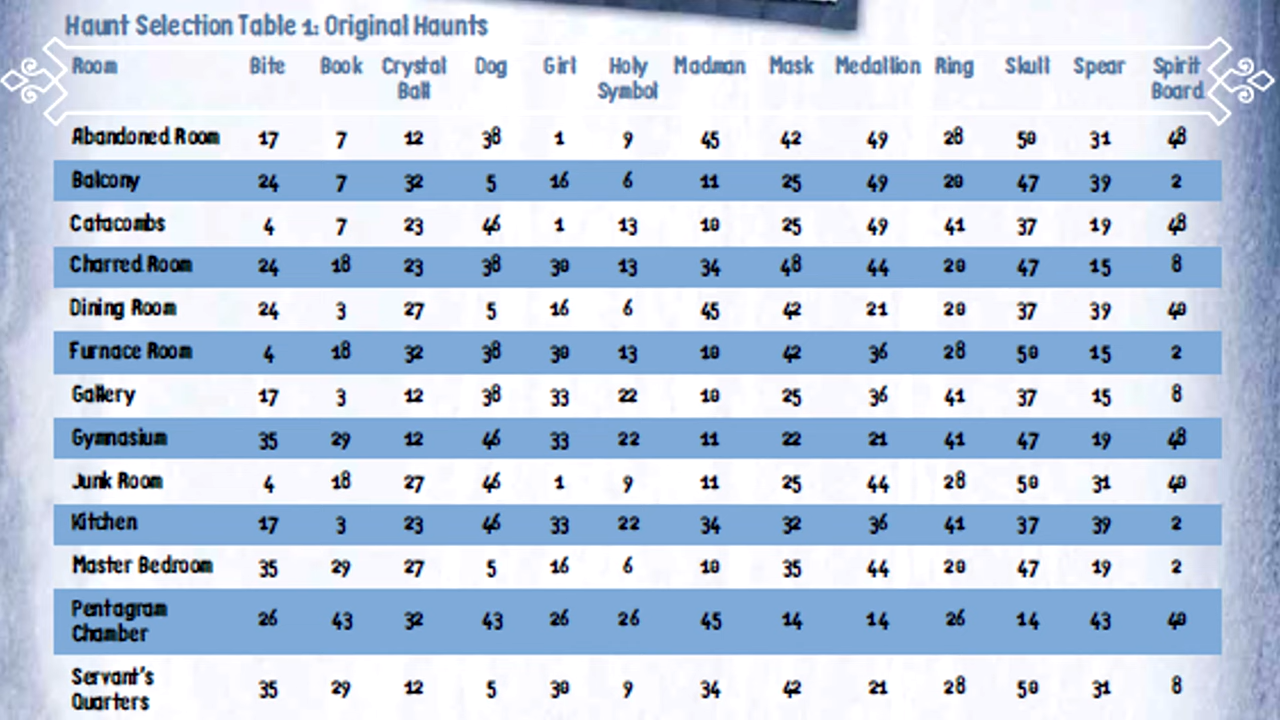 Haunt Selection Table 1: Original Haunts
Room Bite Book Crystal Ball Dog Girl Holy Symbol Madman Mask Medallion Ring Skull Spear Spirit Board
Abandoned Room 17 7 12 38 1 9 45 42 49 28 50 31 48
Balcony 24 7 32 5 16 6 11 25 49 20 47 39 2
Catacombs 4 7 23 46 1 13 10 25 49 41 37 19 48
Charred Room 24 18 23 38 30 13 34 48 44 20 47 15 8
Dining Room 24 3 27 5 16 6 45 42 21 20 37 39 40
Furnace Room 4 18 32 38 30 13 10 42 36 28 50 15 2
Gallery 17 3 12 38 33 22 10 25 36 41 37 15 8
Gymnasium 35 29 12 46 33 22 11 22 21 41 47 19 48
Junk Room 4 18 27 46 1 9 11 25 44 28 50 31 40
Kitchen 17 3 23 46 33 22 34 32 36 41 37 39 2
Master Bedroom 35 29 27 5 16 6 10 35 44 20 47 19 2
Pentagram Chamber 26 43 32 43 26 26 45 14 14 26 14 43 40
Servant's Quarters 35 29 12 5 30 9 34 42 21 28 50 31 8